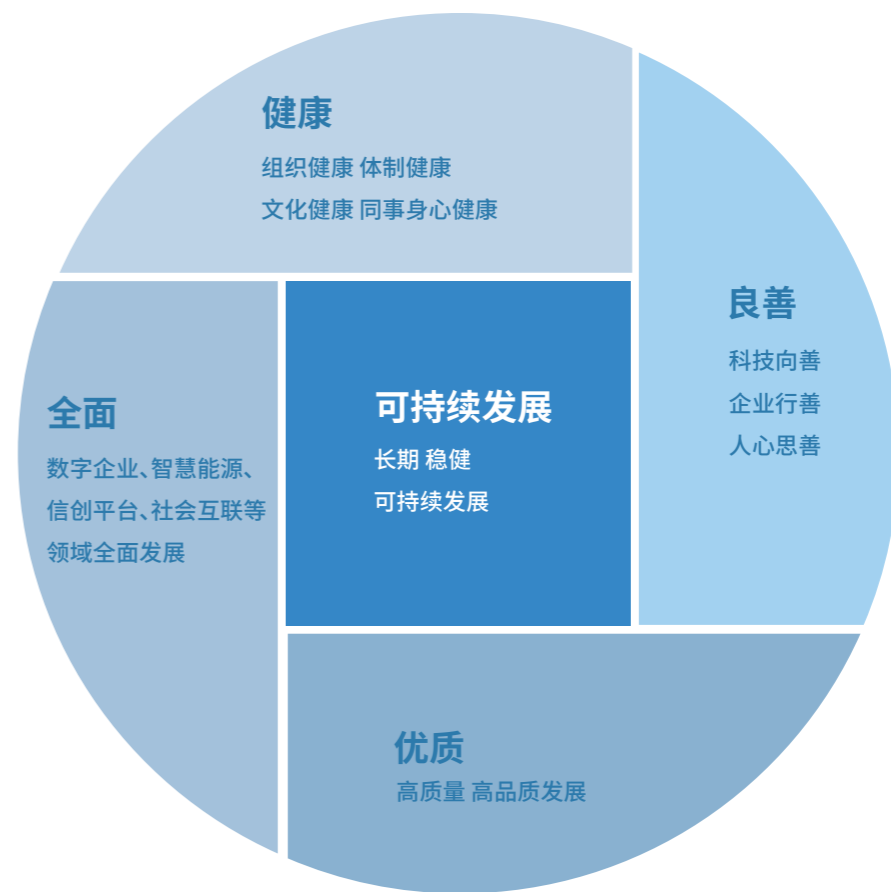 健康
组织健康 体制健康
文化健康 同事身心健康
良善
科技向善
企业行善
人心思善
全面
数字企业、智慧能源、
信创平台、社会互联等
领域全面发展
可持续发展
长期 稳健
可持续发展
优质
高质量 高品质发展